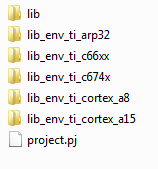 lib
lib_env_ti_arp32
lib_env_ti_c66xx
lib_env_ti_c674x
lib_env_ti_cortex_a8
lib_env_ti_cortex_a15
project.pj